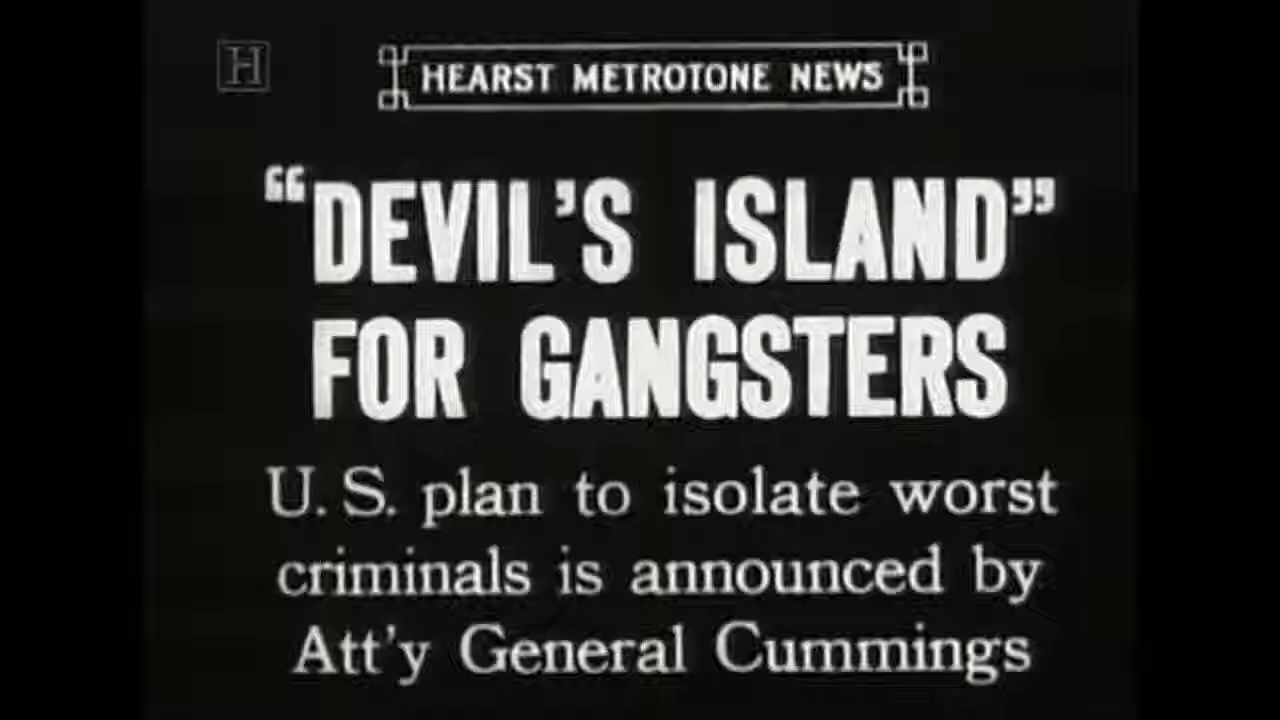 H
HEARST METROTONE NEWS
“DEVIL’S ISLAND”
FOR GANGSTERS
U. S. plan to isolate worst
criminals is announced by
Att’y General Cummings